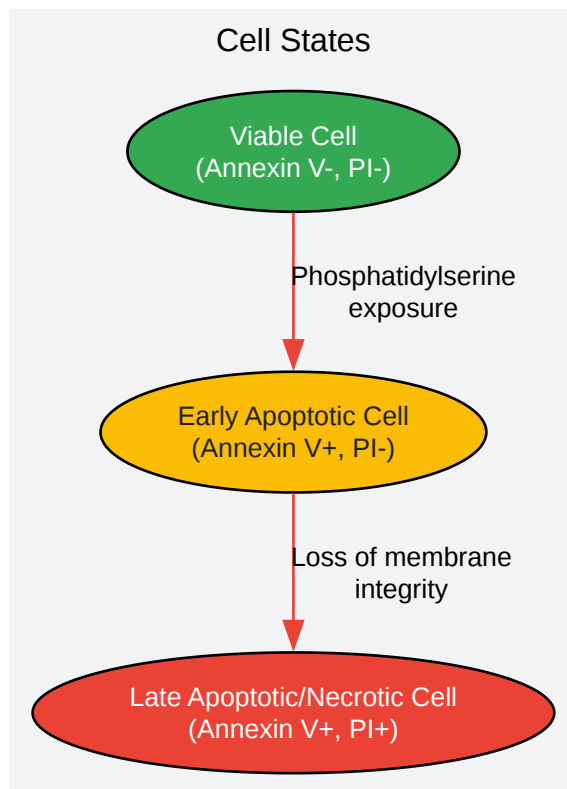 Cell States
Viable Cell
(Annexin V-, PI-)
Phosphatidylserine
exposure
Early Apoptotic Cell
(Annexin V+, PI-)
Loss of membrane
integrity
Late Apoptotic/Necrotic Cell
(Annexin V+, PI+)